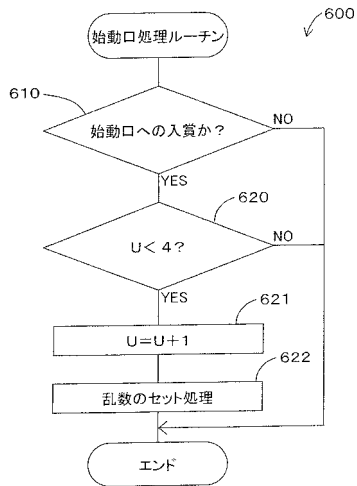 始動口処理ルーチン
600
610
始動口への入賞か？
NO
YES
620
U＜4？
NO
YES
621
U＝U＋1
622
乱数のセット処理
エンド